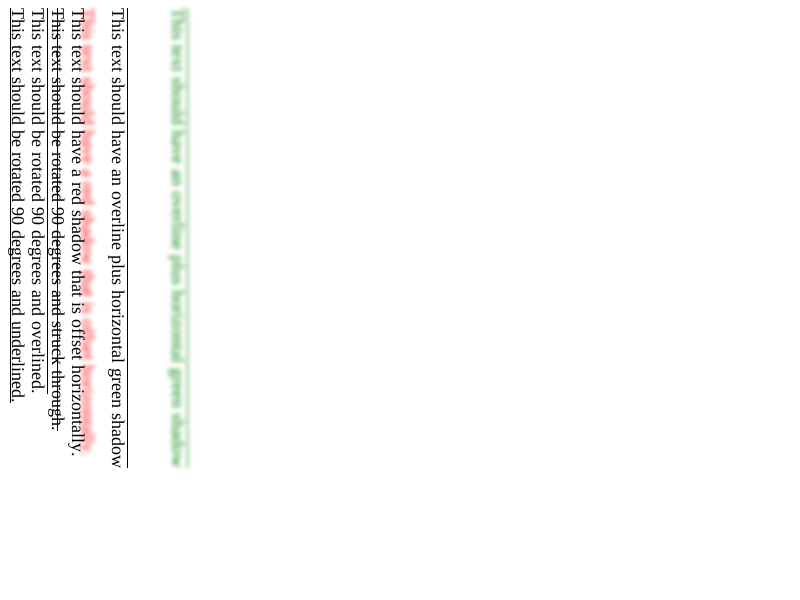 This text should be rotated 90 degrees and underlined.
This text should be rotated 90 degrees and overlined.
This text should be rotated 90 degrees and struck through.
This text should have a red shadow that is offset horizontally.
This text should have an overline plus horizontal green shadow